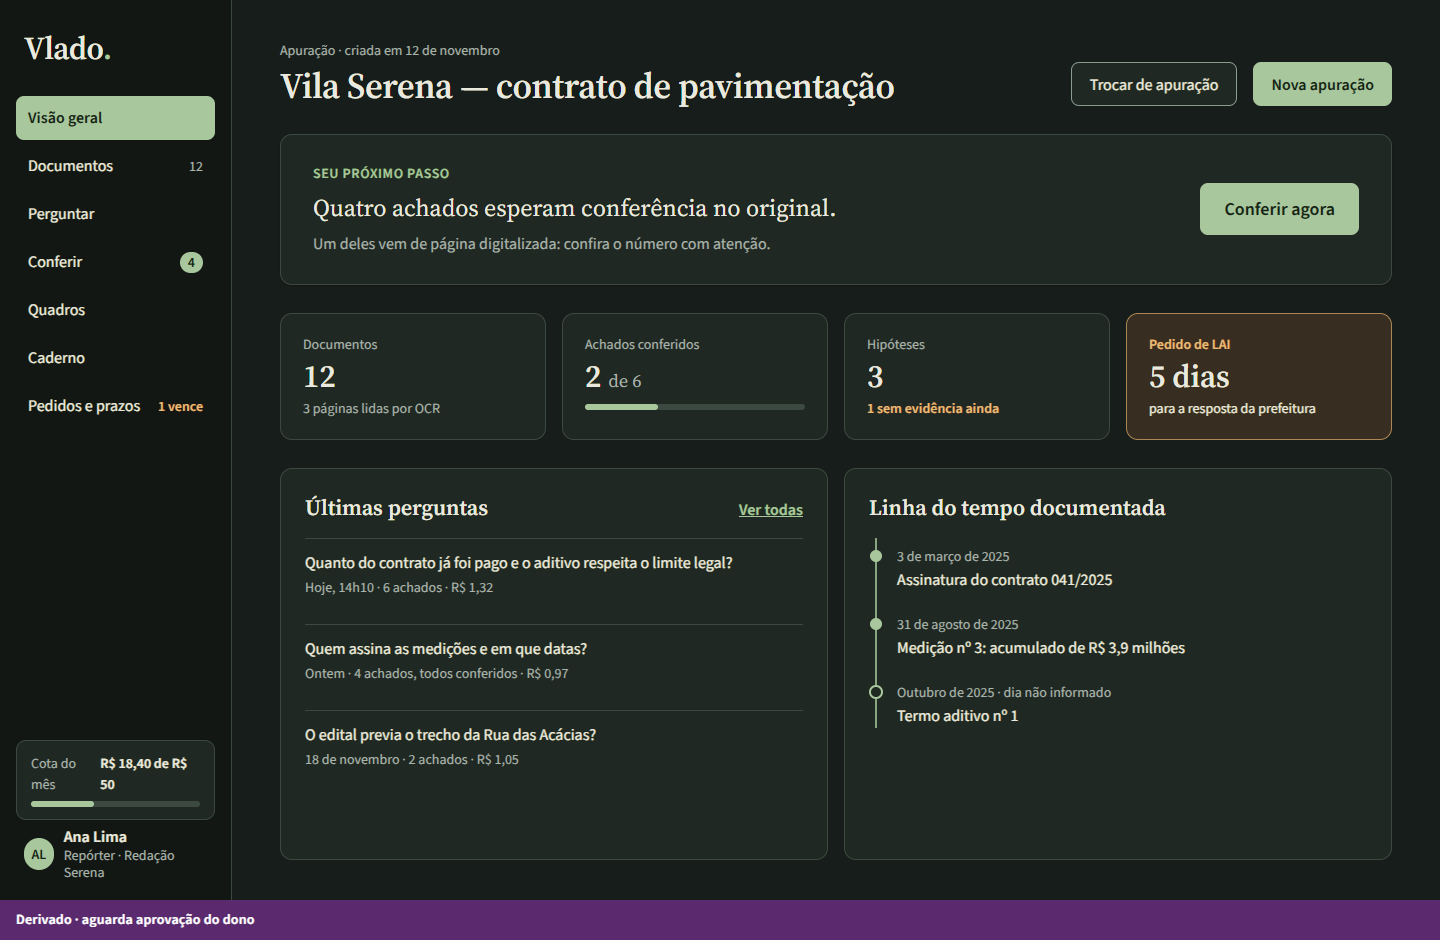 Vlado.
Visão geral
Documentos 12
Perguntar
Conferir 4
Quadros
Caderno
Pedidos e prazos 1 vence
Cota do mês R$ 18,40 de R$ 50
AL
Ana Lima
Repórter · Redação
Serena
Apuração · criada em 12 de novembro
Vila Serena — contrato de pavimentação
Trocar de apuração
Nova apuração
SEU PRÓXIMO PASSO
Quatro achados esperam conferência no original.
Um deles vem de página digitalizada: confira o número com atenção.
Conferir agora
Documentos
12
3 páginas lidas por OCR
Achados conferidos
2 de 6
Hipóteses
3
1 sem evidência ainda
Pedido de LAI
5 dias
para a resposta da prefeitura
Últimas perguntas
Ver todas
Quanto do contrato já foi pago e o aditivo respeita o limite legal?
Hoje, 14h10 · 6 achados · R$ 1,32
Quem assina as medições e em que datas?
Ontem · 4 achados, todos conferidos · R$ 0,97
O edital previa o trecho da Rua das Acácias?
18 de novembro · 2 achados · R$ 1,05
Linha do tempo documentada
3 de março de 2025
Assinatura do contrato 041/2025
31 de agosto de 2025
Medição nº 3: acumulado de R$ 3,9 milhões
Outubro de 2025 · dia não informado
Termo aditivo nº 1
Derivado · aguarda aprovação do dono